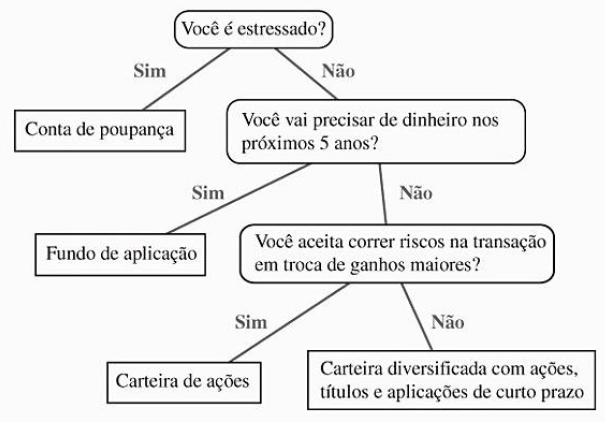 Você é estressado?
Sim
Não
Conta de poupança
Você vai precisar de dinheiro nos
próximos 5 anos?
Sim
Não
Fundo de aplicação
Você aceita correr riscos na transação
em troca de ganhos maiores?
Sim
Não
Carteira de ações
Carteira diversificada com ações,
títulos e aplicações de curto prazo